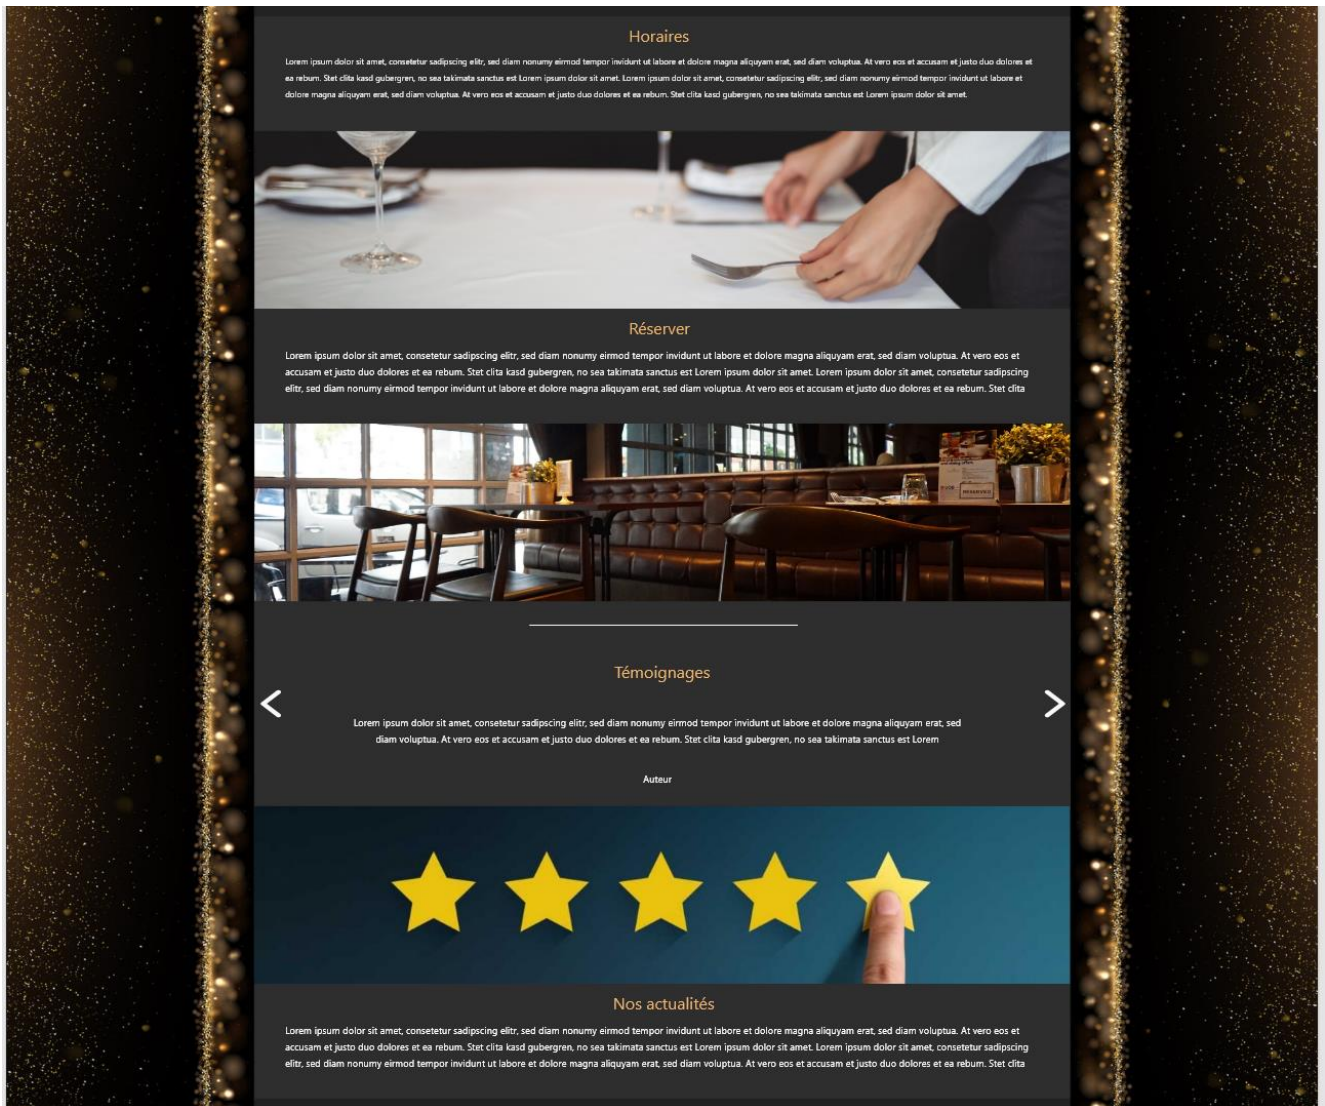 Horaires
Lorem ipsum dolor sit amet, consetetur sadipscing elitr, sed diam nonumy eirmod tempor invidunt ut labore et dolore magna aliquyam erat, sed diam voluptua. At vero eos et accusam et justo duo dolores et
ea rebum. Stet clita kasd gubergren, no sea takimata sanctus est Lorem ipsum dolor sit amet. Lorem ipsum dolor sit amet, consetetur sadipscing elitr, sed diam nonumy eirmod tempor invidunt ut labore et
dolore magna aliquyam erat, sed diam voluptua. At vero eos et accusam et justo duo dolores et ea rebum. Stet clita kasd gubergren, no sea takimata sanctus est Lorem ipsum dolor sit amet.
Réserver
Lorem ipsum dolor sit amet, consetetur sadipscing elitr, sed diam nonumy eirmod tempor invidunt ut labore et dolore magna aliquyam erat, sed diam voluptua. At vero eos et
accusam et justo duo dolores et ea rebum. Stet clita kasd gubergren, no sea takimata sanctus est Lorem ipsum dolor sit amet. Lorem ipsum dolor sit amet, consetetur sadipscing
elitr, sed diam nonumy eirmod tempor invidunt ut labore et dolore magna aliquyam erat, sed diam voluptua. At vero eos et accusam et justo duo dolores et ea rebum. Stet clita
Témoignages
Lorem ipsum dolor sit amet, consetetur sadipscing elitr, sed diam nonumy eirmod tempor invidunt ut labore et dolore magna aliquyam erat, sed
diam voluptua. At vero eos et accusam et justo duo dolores et ea rebum. Stet clita kasd gubergren, no sea takimata sanctus est Lorem
Auteur
Nos actualités
Lorem ipsum dolor sit amet, consetetur sadipscing elitr, sed diam nonumy eirmod tempor invidunt ut labore et dolore magna aliquyam erat, sed diam voluptua. At vero eos et
accusam et justo duo dolores et ea rebum. Stet clita kasd gubergren, no sea takimata sanctus est Lorem ipsum dolor sit amet. Lorem ipsum dolor sit amet, consetetur sadipscing
elitr, sed diam nonumy eirmod tempor invidunt ut labore et dolore magna aliquyam erat, sed diam voluptua. At vero eos et accusam et justo duo dolores et ea rebum. Stet clita